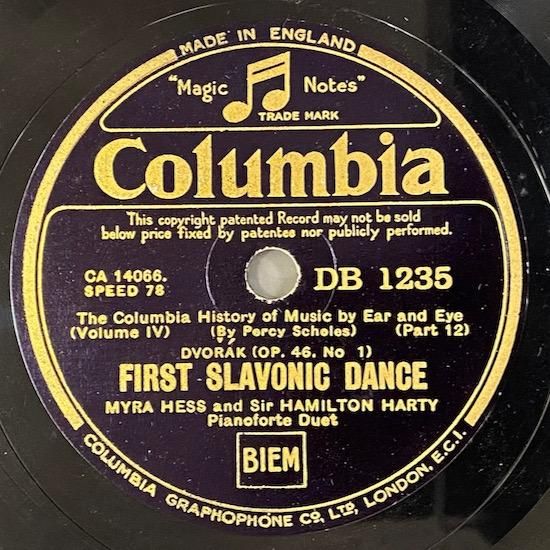 MADE IN ENGLAND
"Magic Notes"
TRADE MARK
Columbia
This copyright patented Record may not be sold
below price fixed by patentee nor publicly performed.
CA 14066.
SPEED 78
DB 1235
The Columbia History of Music by Ear and Eye
(Volume IV) (By Percy Scholes) (Part 12)
DVOŘÁK (OP. 46. No 1)
FIRST SLAVONIC DANCE
MYRA HESS and Sir HAMILTON HARTY
Pianoforte Duet
BIEM
COLUMBIA GRAPHOPHONE CO, LTD, LONDON, E.C.I.